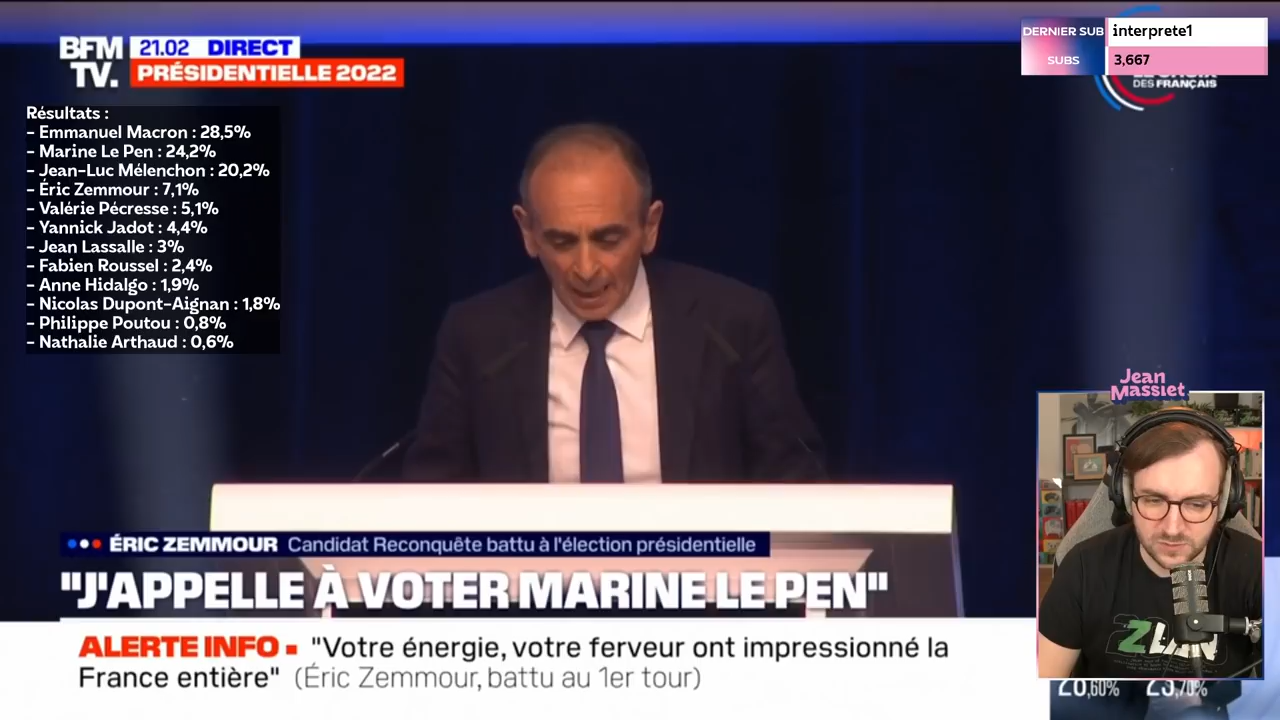 BFM
TV.
21.02 DIRECT
PRÉSIDENTIELLE 2022
DERNIER SUB interprete1
SUBS 3,667
DES FRANÇAIS
Résultats :
- Emmanuel Macron : 28,5%
- Marine Le Pen : 24,2%
- Jean-Luc Mélenchon : 20,2%
- Éric Zemmour : 7,1%
- Valérie Pécresse : 5,1%
- Yannick Jadot : 4,4%
- Jean Lassalle : 3%
- Fabien Roussel : 2,4%
- Anne Hidalgo : 1,9%
- Nicolas Dupont-Aignan : 1,8%
- Philippe Poutou : 0,8%
- Nathalie Arthaud : 0,6%
Jean
Massiet
ÉRIC ZEMMOUR Candidat Reconquête battu à l'élection présidentielle
"J'APPELLE À VOTER MARINE LE PEN"
ALERTE INFO "Votre énergie, votre ferveur ont impressionné la
France entière" (Éric Zemmour, battu au 1er tour)